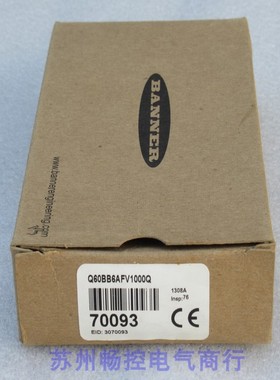 BANNER
www.bannerengineering.com
Q60BB6AFV1000Q
1308A
Insp:76
70093
CE
EID: 3070093
苏州畅控电气商行